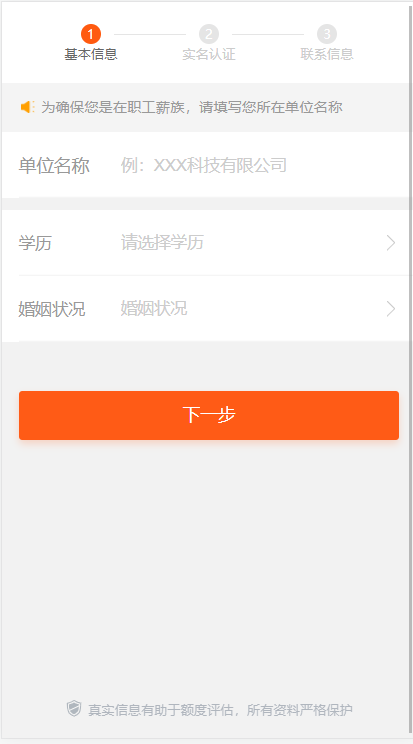 1 2 3
基本信息 实名认证 联系信息
为确保您是在职工薪族，请填写您所在单位名称
单位名称 例：XXX科技有限公司
学历 请选择学历
婚姻状况 婚姻状况
下一步
真实信息有助于额度评估，所有资料严格保护